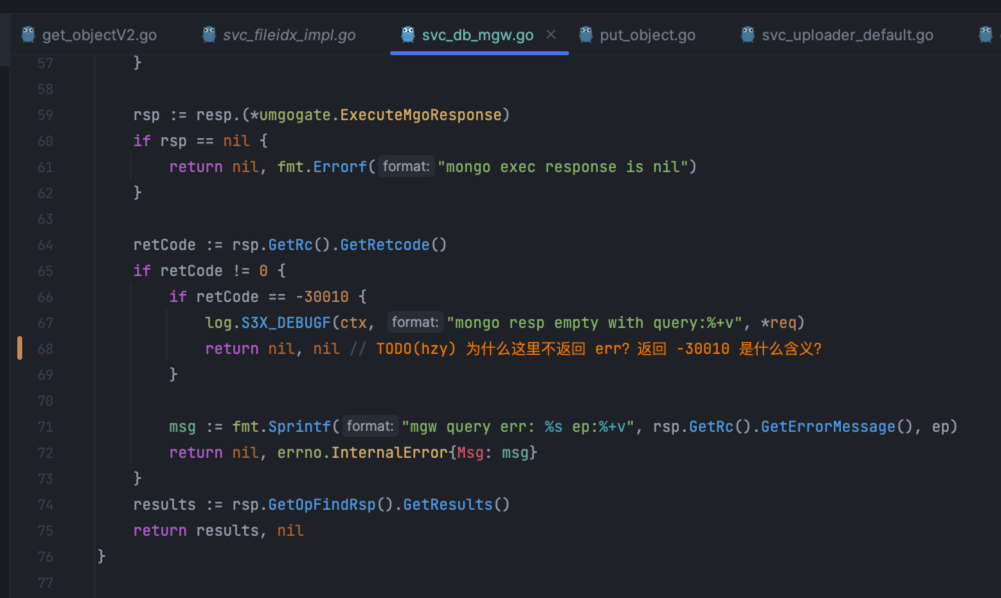 get_objectV2.go svc_fileidx_impl.go svc_db_mgw.go put_object.go svc_uploader_default.go
57 }
58
59 rsp := resp.(*umgogate.ExecuteMgoResponse)
60 if rsp == nil {
61 return nil, fmt.Errorf( format: "mongo exec response is nil")
62 }
63
64 retCode := rsp.GetRc().GetRetcode()
65 if retCode != 0 {
66 if retCode == -30010 {
67 log.S3X_DEBUGF(ctx, format: "mongo resp empty with query:%+v", *req)
68 return nil, nil // TODO(hzy) 为什么这里不返回 err? 返回 -30010 是什么含义?
69 }
70
71 msg := fmt.Sprintf( format: "mgw query err: %s ep:%+v", rsp.GetRc().GetErrorMessage(), ep)
72 return nil, errno.InternalError{Msg: msg}
73 }
74 results := rsp.GetOpFindRsp().GetResults()
75 return results, nil
76 }
77